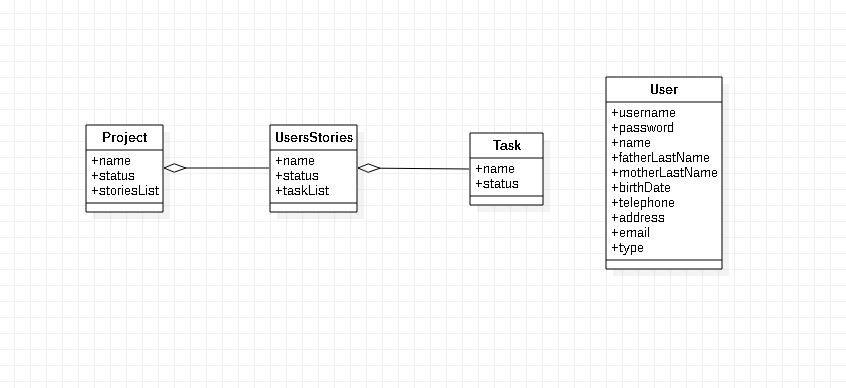 Project
+name
+status
+storiesList
UsersStories
+name
+status
+taskList
Task
+name
+status
User
+username
+password
+name
+fatherLastName
+motherLastName
+birthDate
+telephone
+address
+email
+type